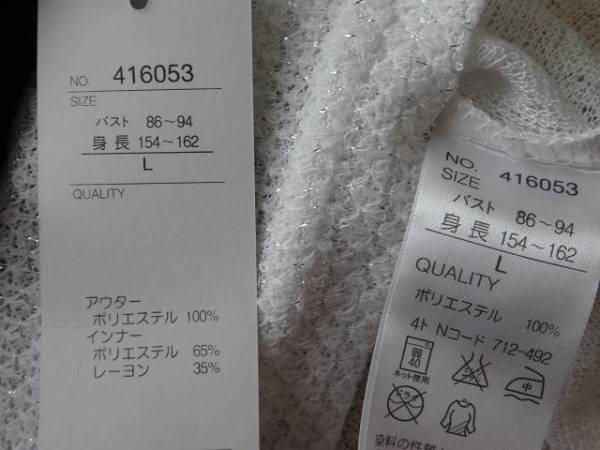 NO. 416053
SIZE
バスト 86~94
身長 154~162
L
QUALITY
アウター
ポリエステル 100%
インナー
ポリエステル 65%
レーヨン 35%
NO. 416053
SIZE
バスト 86~94
身長 154~162
L
QUALITY
ポリエステル 100%
4ト Nコード 712-492
弱
40
中
ネット使用
ドライ
染料の性質